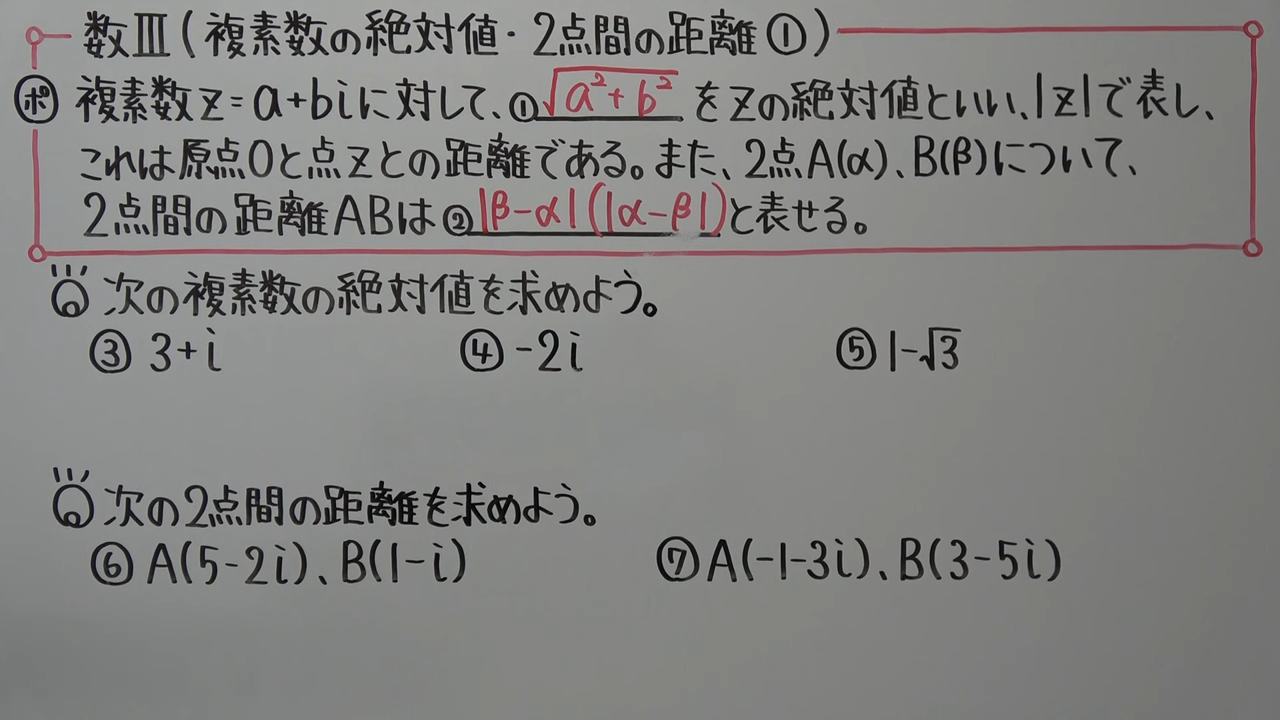 数Ⅲ(複素数の絶対値・2点間の距離①)
ポ 複素数z=a+biに対して、①√a²+b² をzの絶対値といい、|z|で表し、
これは原点Oと点zとの距離である。また、2点A(α)、B(β)について、
2点間の距離ABは②|β-α|(|α-β|)と表せる。
Q 次の複素数の絶対値を求めよう。
③ 3+i ④ -2i ⑤ 1-√3
Q 次の2点間の距離を求めよう。
⑥ A(5-2i)、B(1-i) ⑦ A(-1-3i)、B(3-5i)